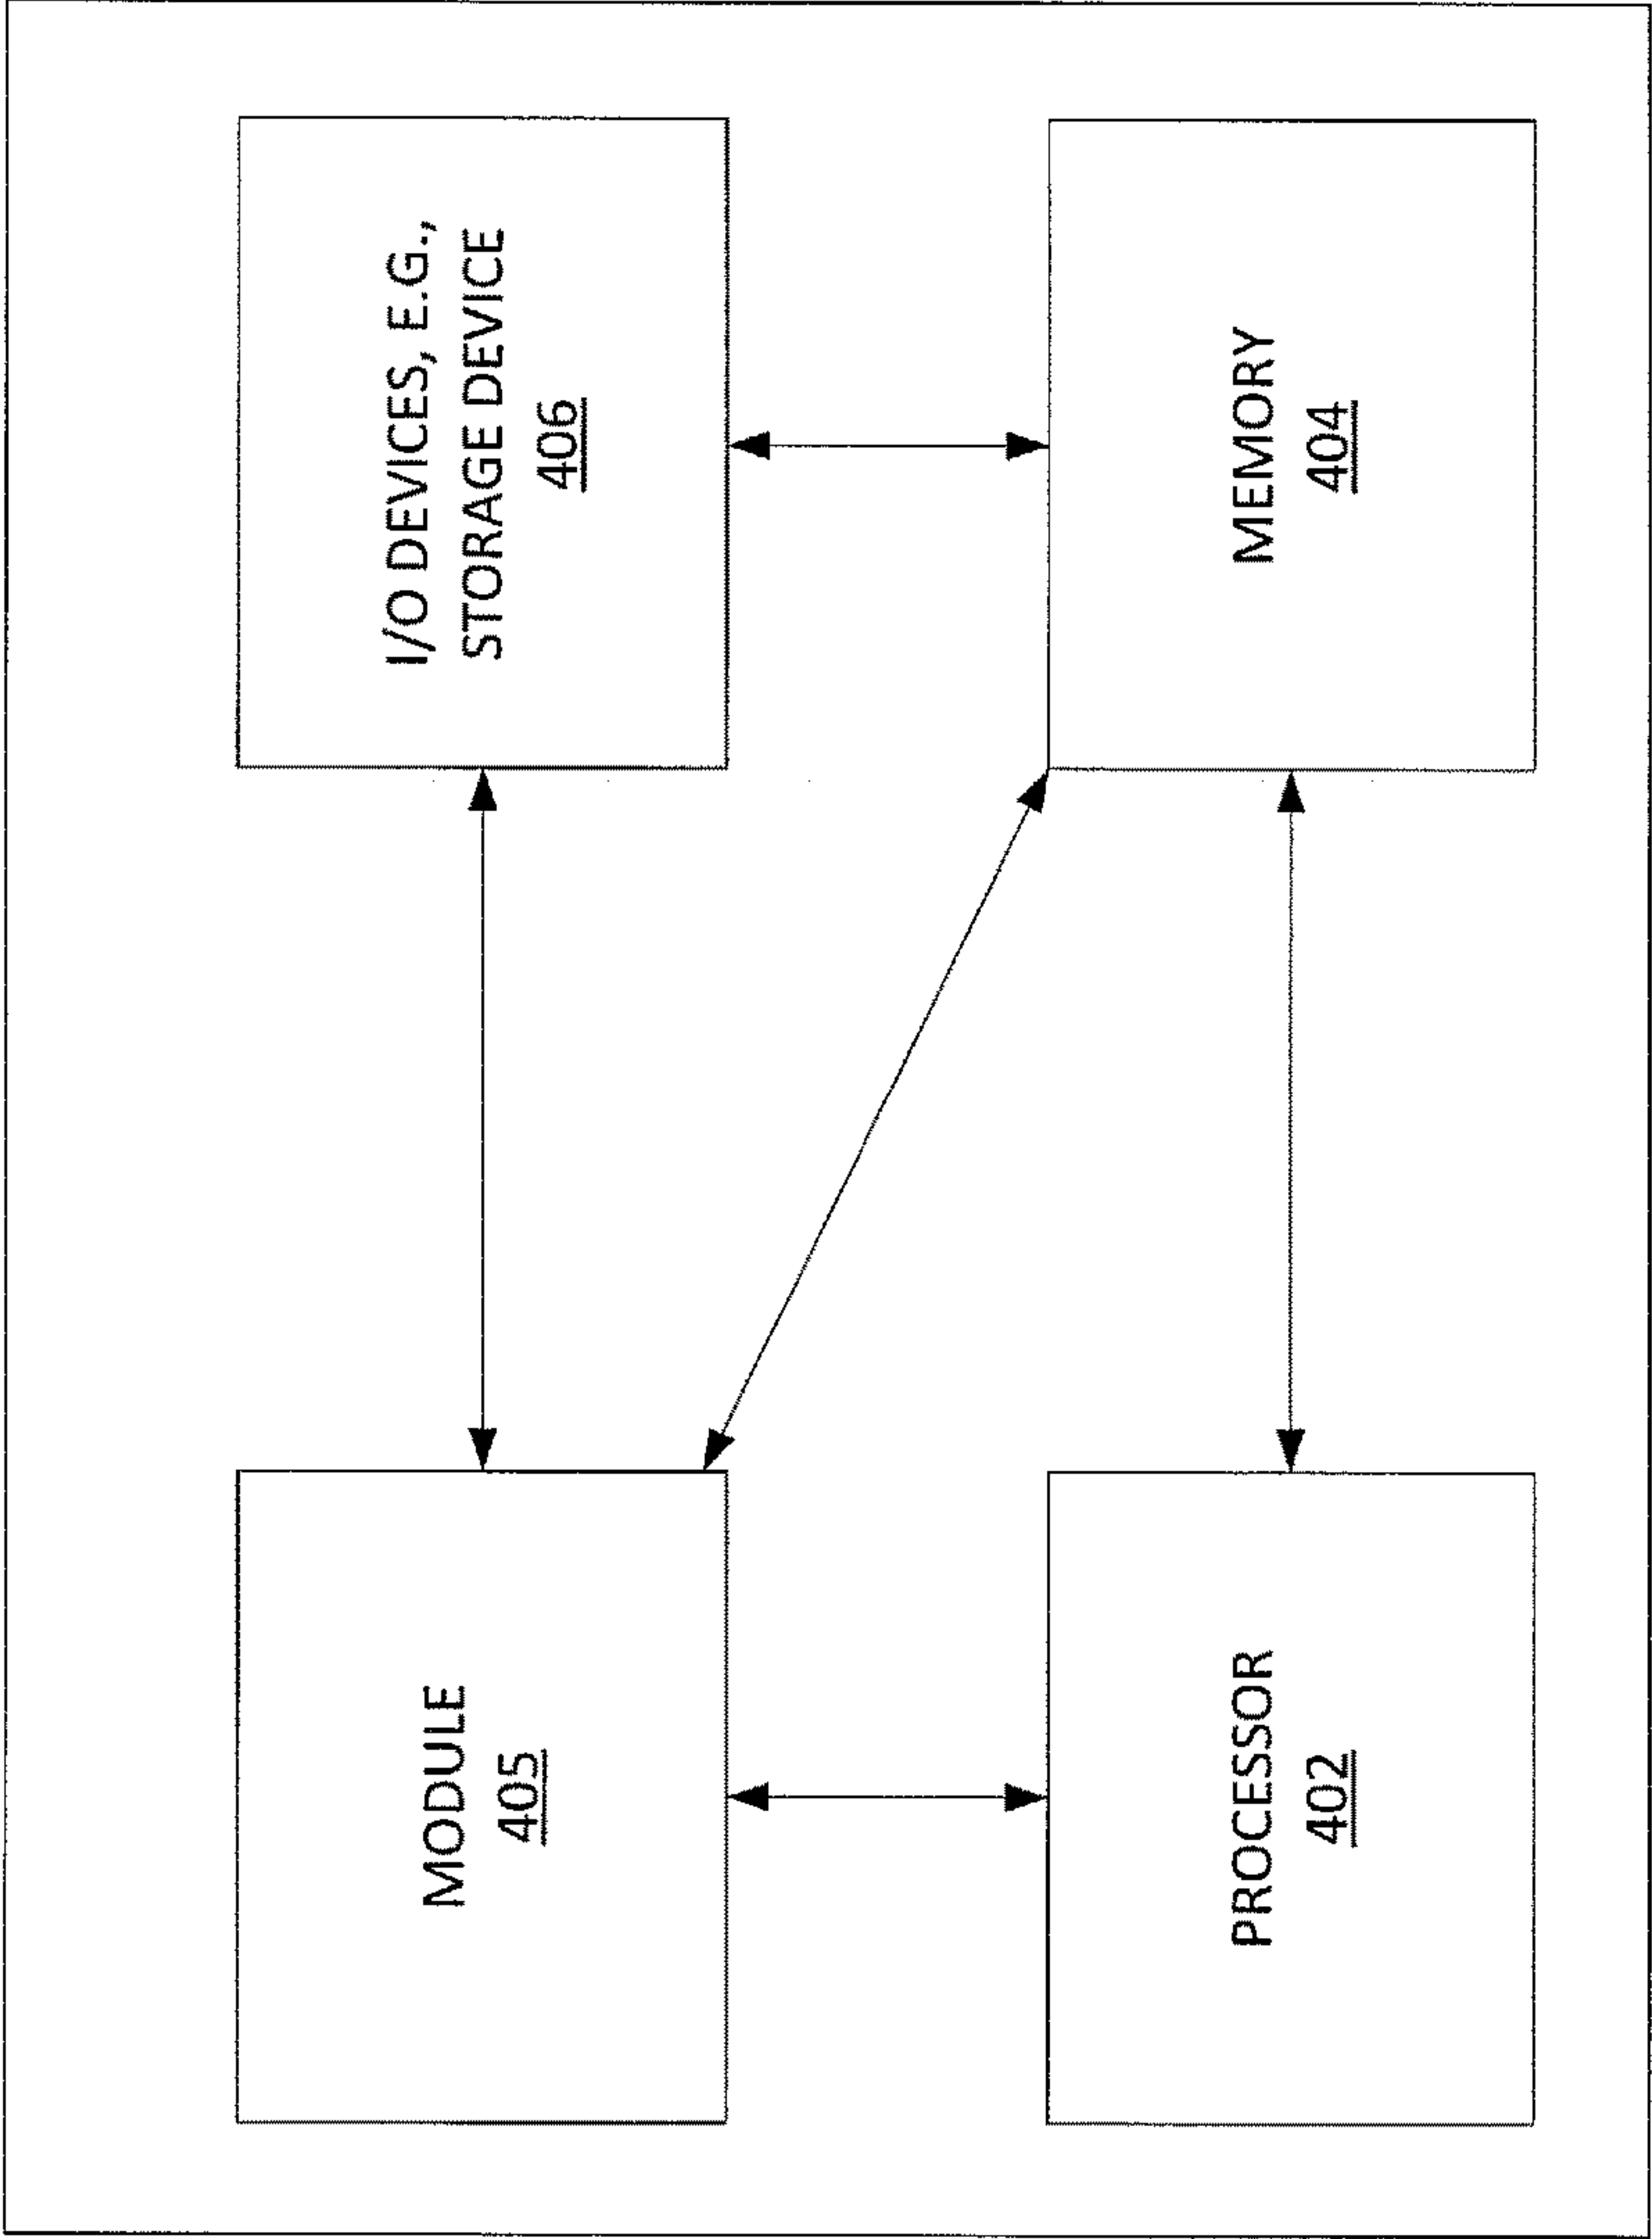 MODULE
405
I/O DEVICES, E.G.,
STORAGE DEVICE
406
PROCESSOR
402
MEMORY
404